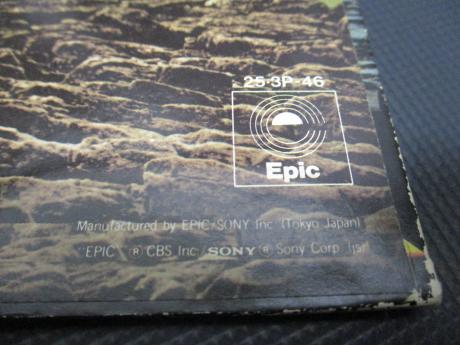 25·3P-46
Epic
Manufactured by EPIC/SONY Inc (Tokyo Japan)
"EPIC" ® CBS Inc/SONY ® Sony Corp